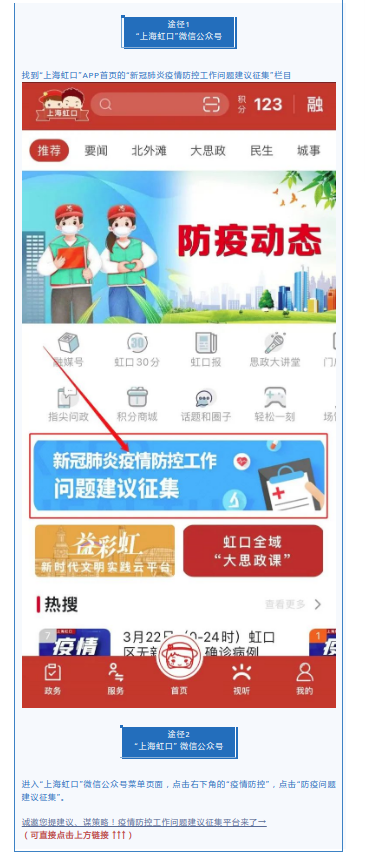 途径1
“上海虹口”微信公众号
找到“上海虹口”APP首页的“新冠肺炎疫情防控工作问题建议征集”栏目
上海虹口
积分 123 融
推荐 要闻 北外滩 大思政 民生 城事
防疫动态
融媒号 虹口30分 虹口报 思政大讲堂
指尖问政 积分商城 话题和圈子 轻松一刻
新冠肺炎疫情防控工作
问题建议征集
益彩虹
新时代文明实践云平台
虹口全域
“大思政课”
热搜 查看更多 >
7 疫情
3月22日（0-24时）虹口
区无新 确诊病例
1
政务 服务 首页 视听 我的
途径2
“上海虹口” 微信公众号
进入“上海虹口”微信公众号菜单页面，点击右下角的“疫情防控”，点击“防疫问题
建议征集”。
诚邀您提建议、谋策略！疫情防控工作问题建议征集平台来了→
（可直接点击上方链接 ↑↑↑）